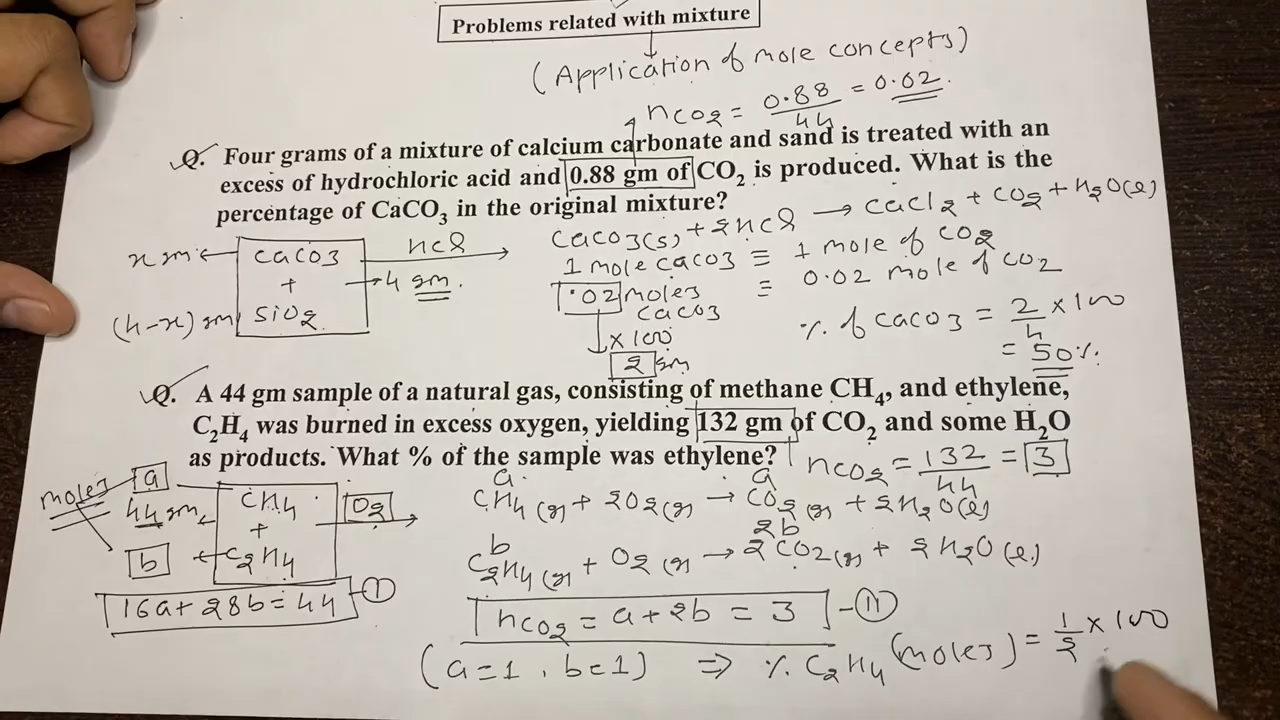 Problems related with mixture
(Application of mole concepts)
nCO2 = 0.88/44 = 0.02.
Q. Four grams of a mixture of calcium carbonate and sand is treated with an
excess of hydrochloric acid and 0.88 gm of CO2 is produced. What is the
percentage of CaCO3 in the original mixture?
CaCO3(s) + 2HCl → CaCl2 + CO2 + H2O(l)
x gm ← CaCO3 HCl →
1 mole CaCO3 ≡ 1 mole of CO2
+ → 4 gm.
.02 moles CaCO3 ≡ 0.02 mole of CO2
(4-x) gm SiO2
↓ × 100
2 gm
% of CaCO3 = 2/4 × 100
= 50%.
Q. A 44 gm sample of a natural gas, consisting of methane CH4, and ethylene,
C2H4 was burned in excess oxygen, yielding 132 gm of CO2 and some H2O
as products. What % of the sample was ethylene?
nCO2 = 132/44 = 3
moles a
44 gm CH4 O2 →
+
b ← C2H4
16a + 28b = 44 - (1)
a a
CH4(g) + 2O2(g) → CO2(g) + 2H2O(l)
b 2b
C2H4(g) + O2(g) → 2CO2(g) + 2H2O(l)
nCO2 = a + 2b = 3 - (11)
(a=1, b=1) ⇒ % C2H4 (moles) = 1/2 × 100